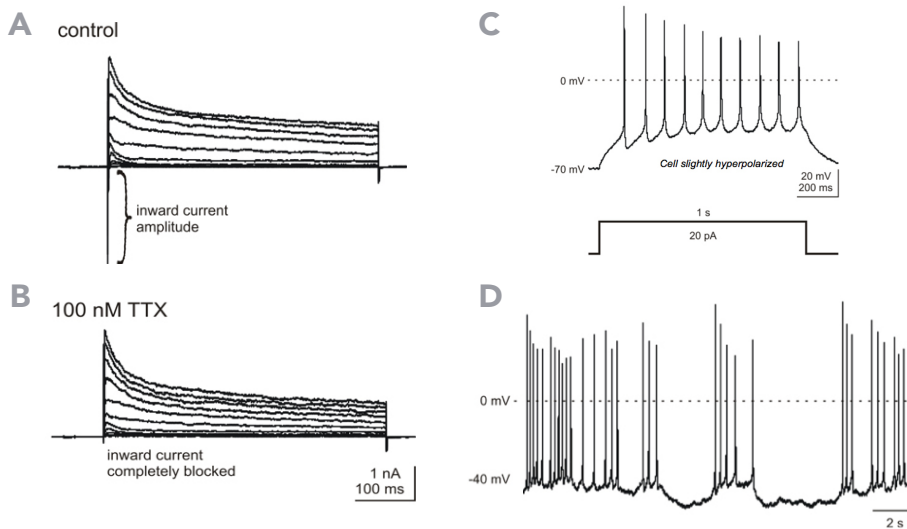 A
control
inward current
amplitude
B
100 nM TTX
inward current
completely blocked
1 nA
100 ms
C
0 mV
-70 mV
Cell slightly hyperpolarized
20 mV
200 ms
1 s
20 pA
D
0 mV
-40 mV
2 s